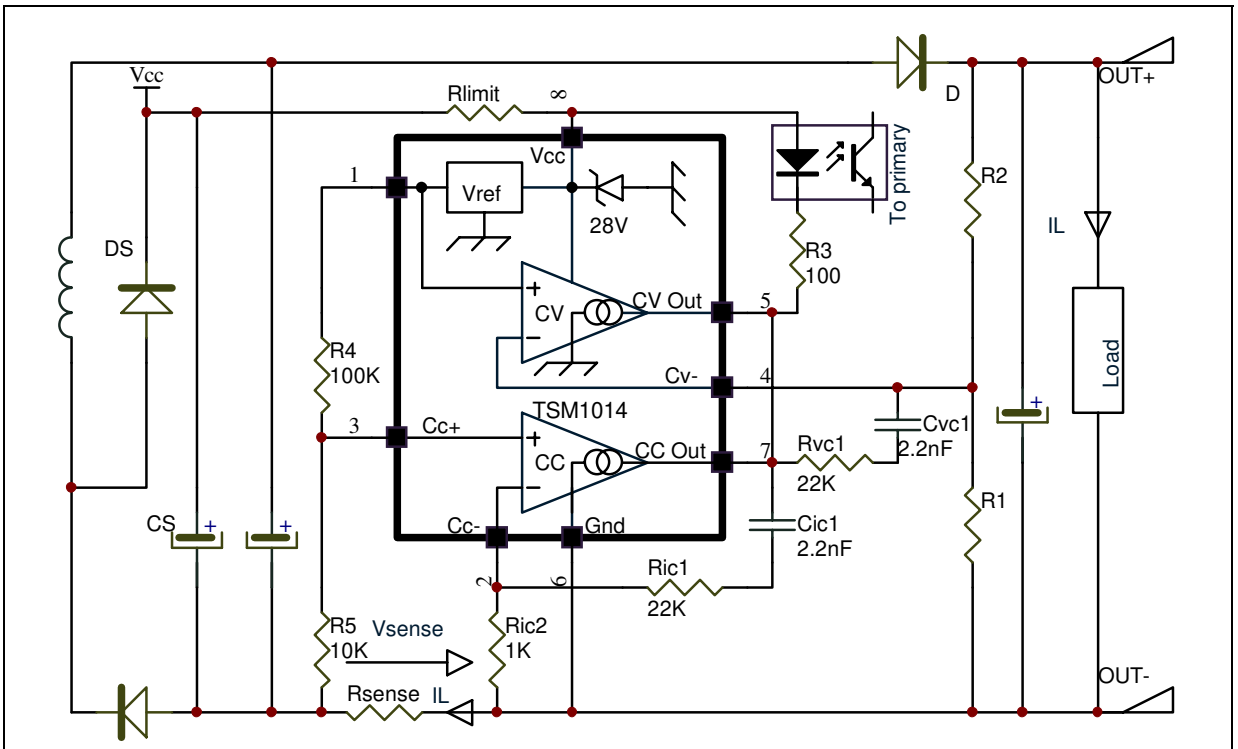 OUT+
Vcc
Rlimit
∞
D
Vcc
1
Vref
28V
To primary
R2
DS
IL
R3
100
+
CV
CV Out
5
−
R4
100K
Load
Cv-
4
TSM1014
+
3
Cc+
+
CC
CC Out
7
Rvc1
22K
Cvc1
2.2nF
−
R1
CS
+
+
Cc-
Gnd
Cic1
2.2nF
2
6
Ric1
22K
R5
10K
Vsense
Ric2
1K
OUT-
Rsense
IL